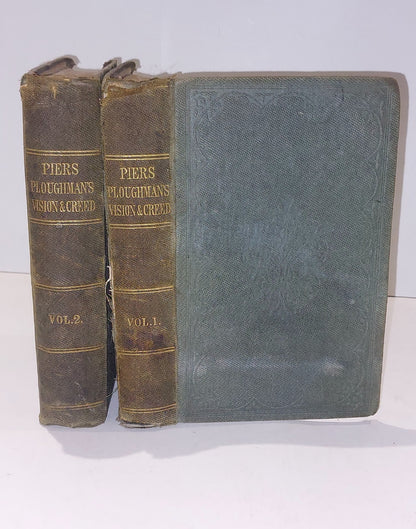 PIERS
PLOUGHMAN'S
VISION & CREED
VOL.2.
PIERS
PLOUGHMAN'S
VISION & CREED
VOL.1.